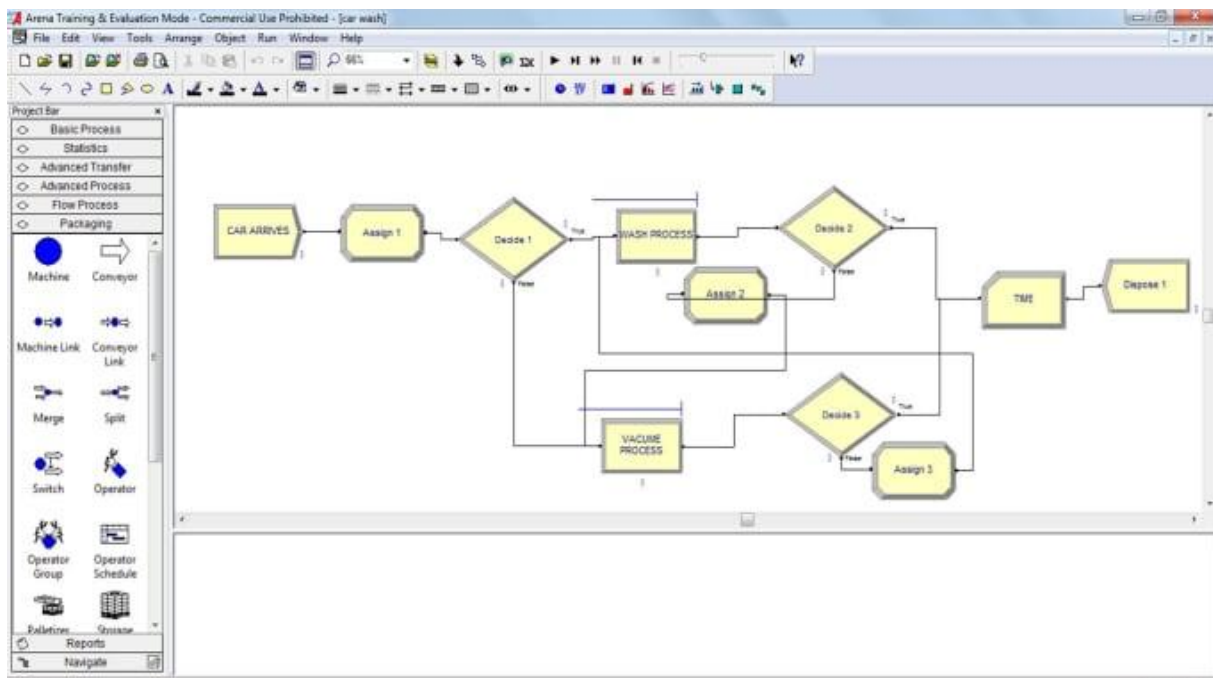 Arena Training & Evaluation Mode - Commercial Use Prohibited - [car wash]
File Edit View Tools Arrange Object Run Window Help
66%
Project Bar
Basic Process
Statistics
Advanced Transfer
Advanced Process
Flow Process
Packaging
Machine Conveyor
Machine Link Conveyor Link
Merge Split
Switch Operator
Operator Group Operator Schedule
Palletizer Storage
Reports
Navigate
CAR ARRIVES
Assign 1
Decide 1
True
False
WASH PROCESS
Decide 2
True
False
Assign 2
TIME
Dispose 1
VACUME
PROCESS
Decide 3
True
False
Assign 3